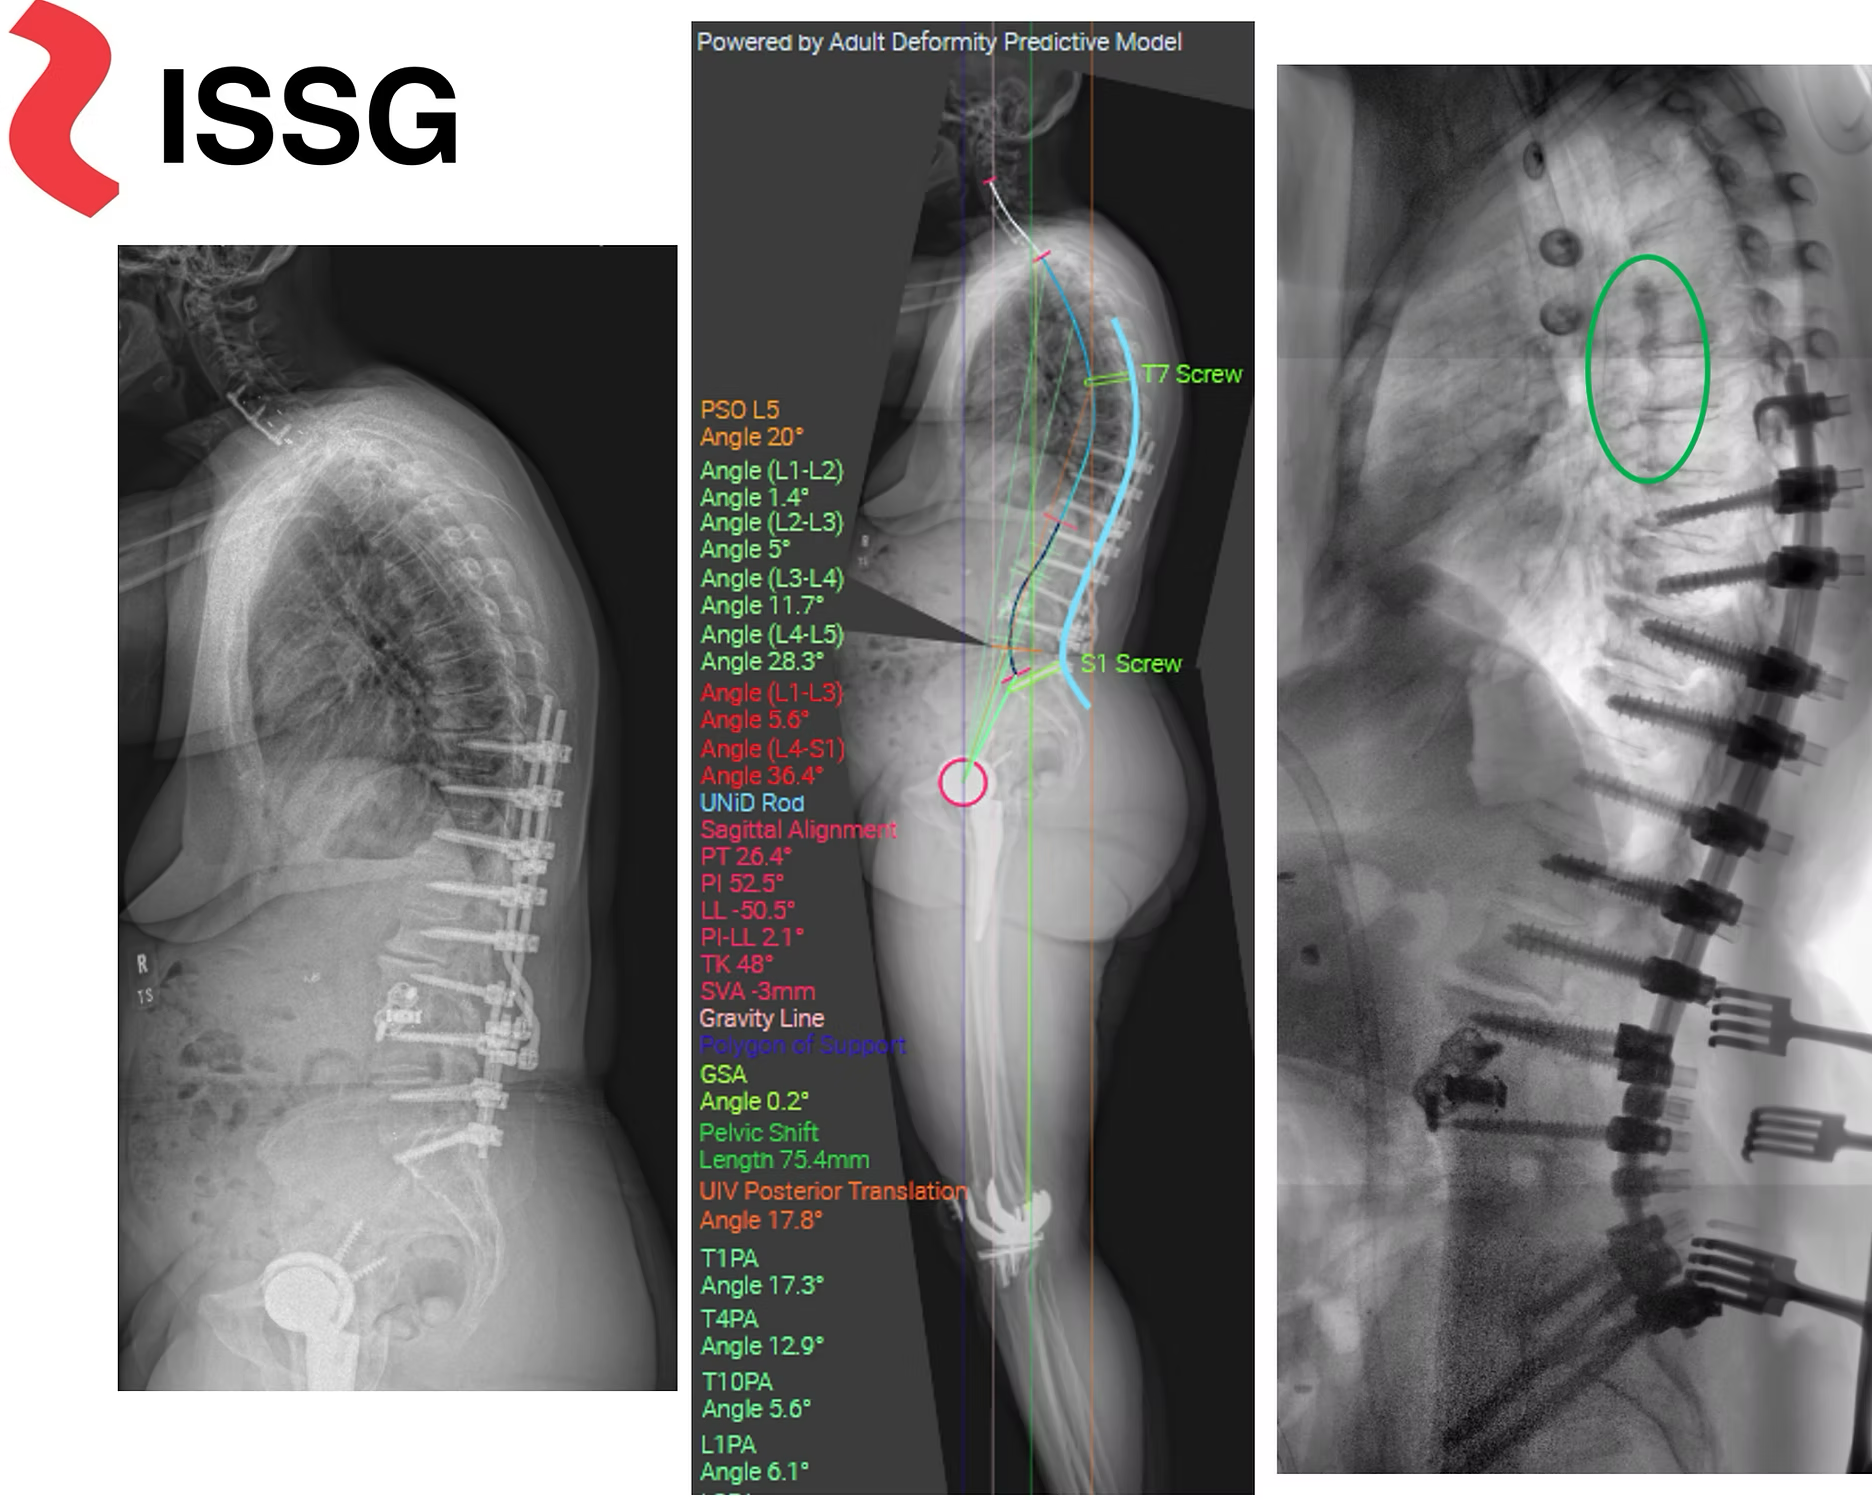 ISSG
R
TS
Powered by Adult Deformity Predictive Model
T7 Screw
S1 Screw
PSO L5
Angle 20°
Angle (L1-L2)
Angle 1.4°
Angle (L2-L3)
Angle 5°
Angle (L3-L4)
Angle 11.7°
Angle (L4-L5)
Angle 28.3°
Angle (L1-L3)
Angle 5.6°
Angle (L4-S1)
Angle 36.4°
UNiD Rod
Sagittal Alignment
PT 26.4°
PI 52.5°
LL -50.5°
PI-LL 2.1°
TK 48°
SVA -3mm
Gravity Line
Polygon of Support
GSA
Angle 0.2°
Pelvic Shift
Length 75.4mm
UIV Posterior Translation
Angle 17.8°
T1PA
Angle 17.3°
T4PA
Angle 12.9°
T10PA
Angle 5.6°
L1PA
Angle 6.1°